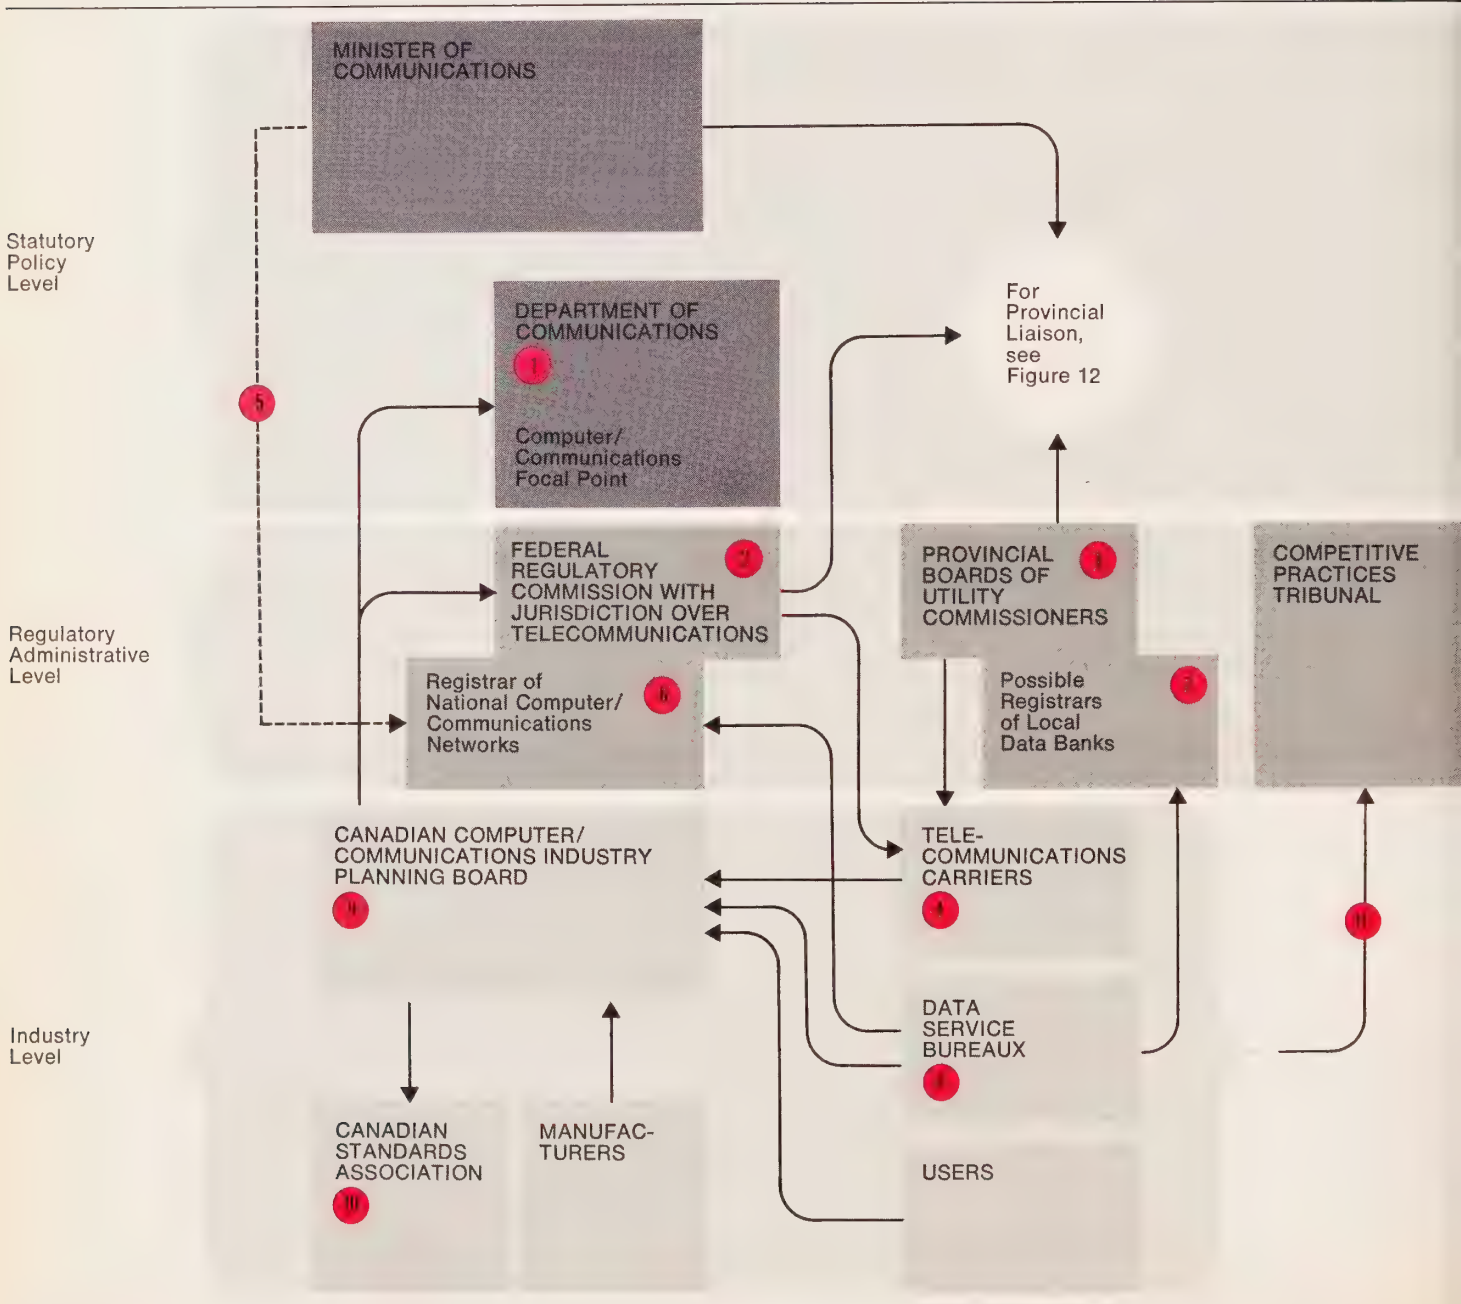 MINISTER OF
COMMUNICATIONS
Statutory
Policy
Level
DEPARTMENT OF
COMMUNICATIONS
1
Computer/
Communications
Focal Point
For
Provincial
Liaison,
see
Figure 12
5
FEDERAL
REGULATORY
COMMISSION WITH
JURISDICTION OVER
TELECOMMUNICATIONS
2
PROVINCIAL
BOARDS OF
UTILITY
COMMISSIONERS
COMPETITIVE
PRACTICES
TRIBUNAL
Regulatory
Administrative
Level
Registrar of
National Computer/
Communications
Networks
6
Possible
Registrars
of Local
Data Banks
CANADIAN COMPUTER/
COMMUNICATIONS INDUSTRY
PLANNING BOARD
TELE-
COMMUNICATIONS
CARRIERS
4
11
Industry
Level
DATA
SERVICE
BUREAUX
CANADIAN
STANDARDS
ASSOCIATION
10
MANUFAC-
TURERS
USERS